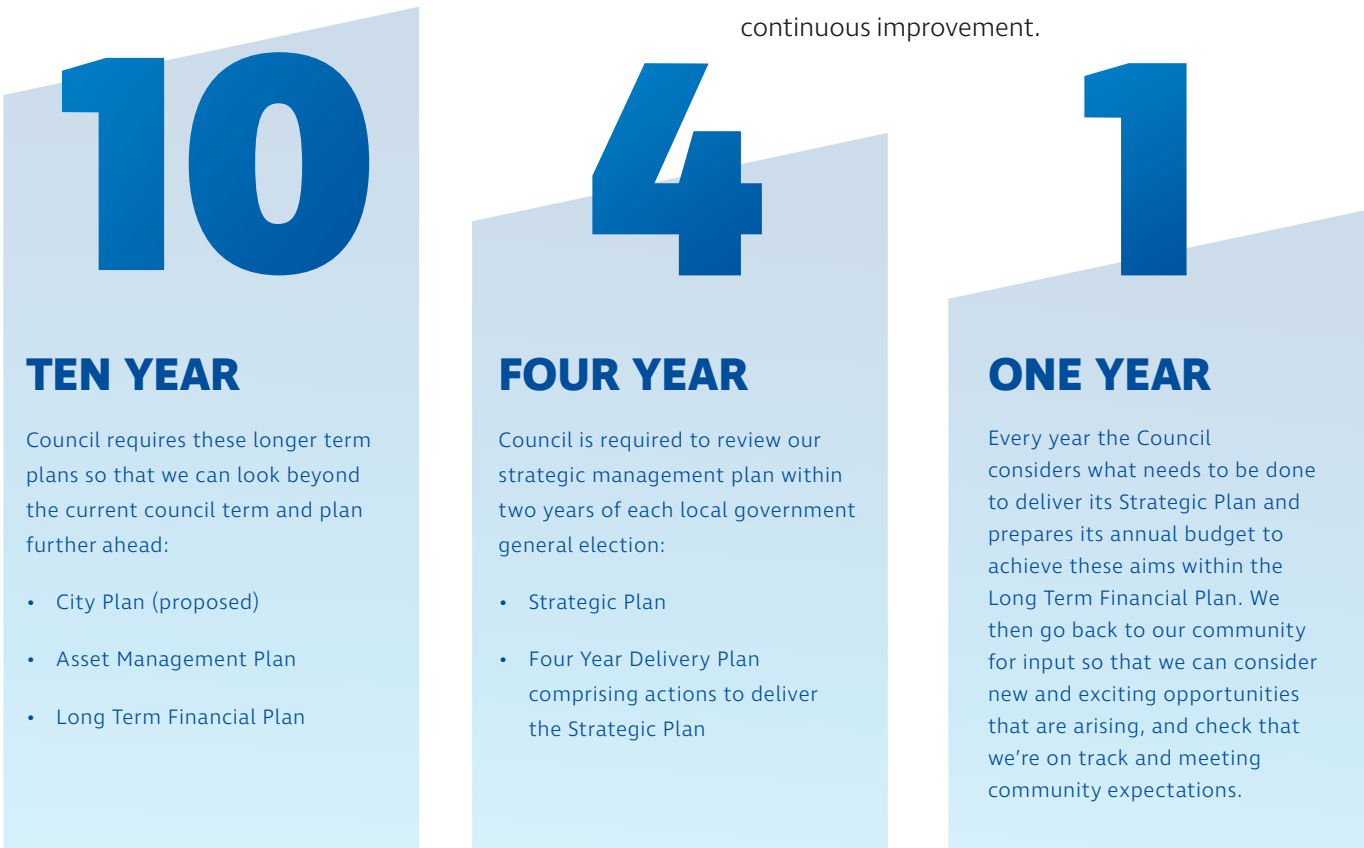 continuous improvement.
10
TEN YEAR
Council requires these longer term
plans so that we can look beyond
the current council term and plan
further ahead:
• City Plan (proposed)
• Asset Management Plan
• Long Term Financial Plan
4
FOUR YEAR
Council is required to review our
strategic management plan within
two years of each local government
general election:
• Strategic Plan
• Four Year Delivery Plan
comprising actions to deliver
the Strategic Plan
1
ONE YEAR
Every year the Council
considers what needs to be done
to deliver its Strategic Plan and
prepares its annual budget to
achieve these aims within the
Long Term Financial Plan. We
then go back to our community
for input so that we can consider
new and exciting opportunities
that are arising, and check that
we’re on track and meeting
community expectations.